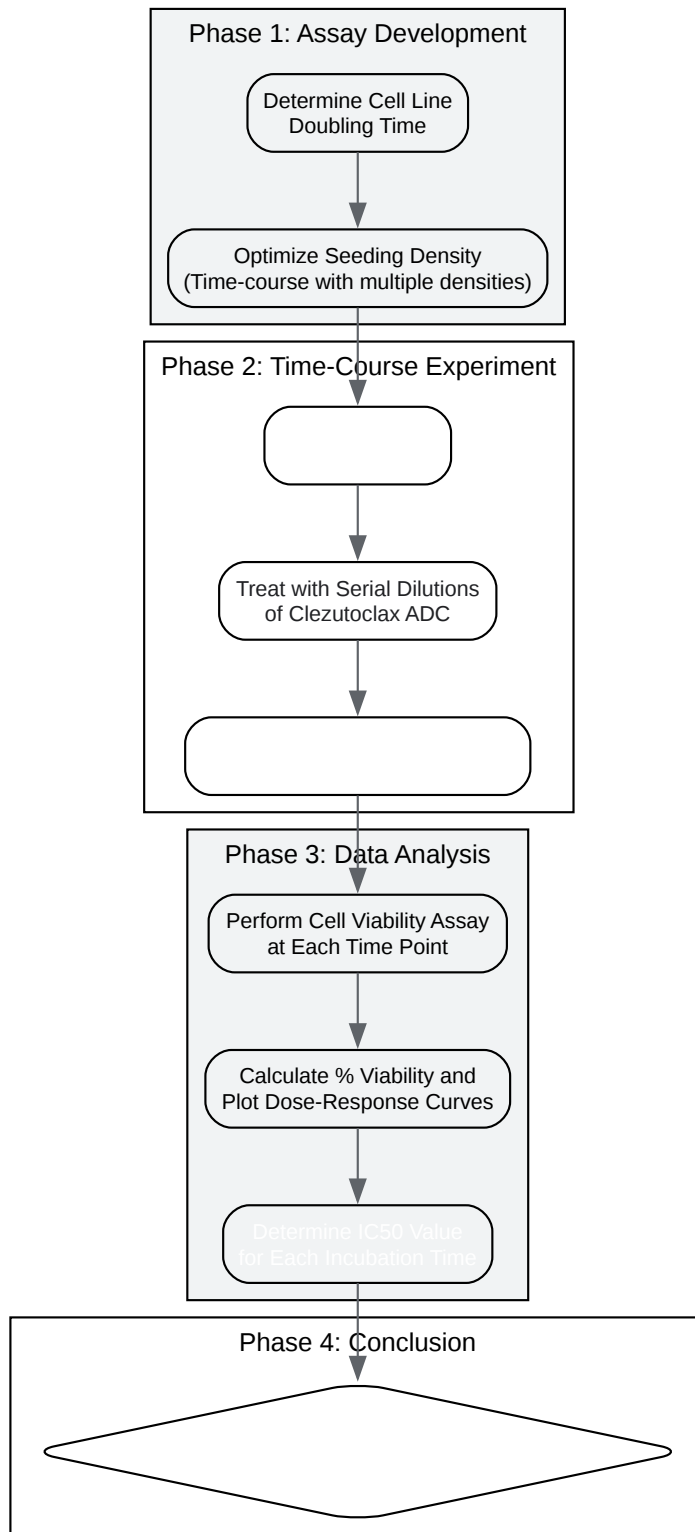 Phase 1: Assay Development
Determine Cell Line
Doubling Time
Optimize Seeding Density
(Time-course with multiple densities)
Phase 2: Time-Course Experiment
Treat with Serial Dilutions
of Clezutoclax ADC
Phase 3: Data Analysis
Perform Cell Viability Assay
at Each Time Point
Calculate % Viability and
Plot Dose-Response Curves
Determine IC50 Value
for Each Incubation Time
Phase 4: Conclusion